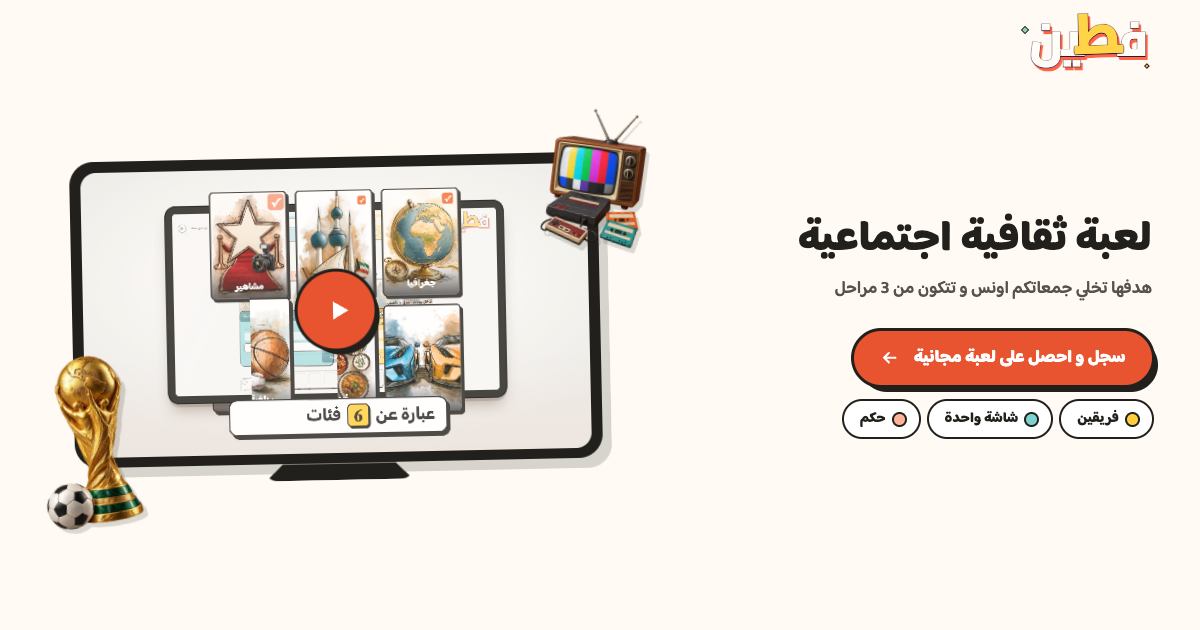 فطين
لعبة ثقافية اجتماعية
هدفها تخلي جمعاتكم اونس و تتكون من 3 مراحل
سجل و احصل على لعبة مجانية
فريقين
شاشة واحدة
حكم
جغرافيا
مشاهير
عبارة عن 6 فئات